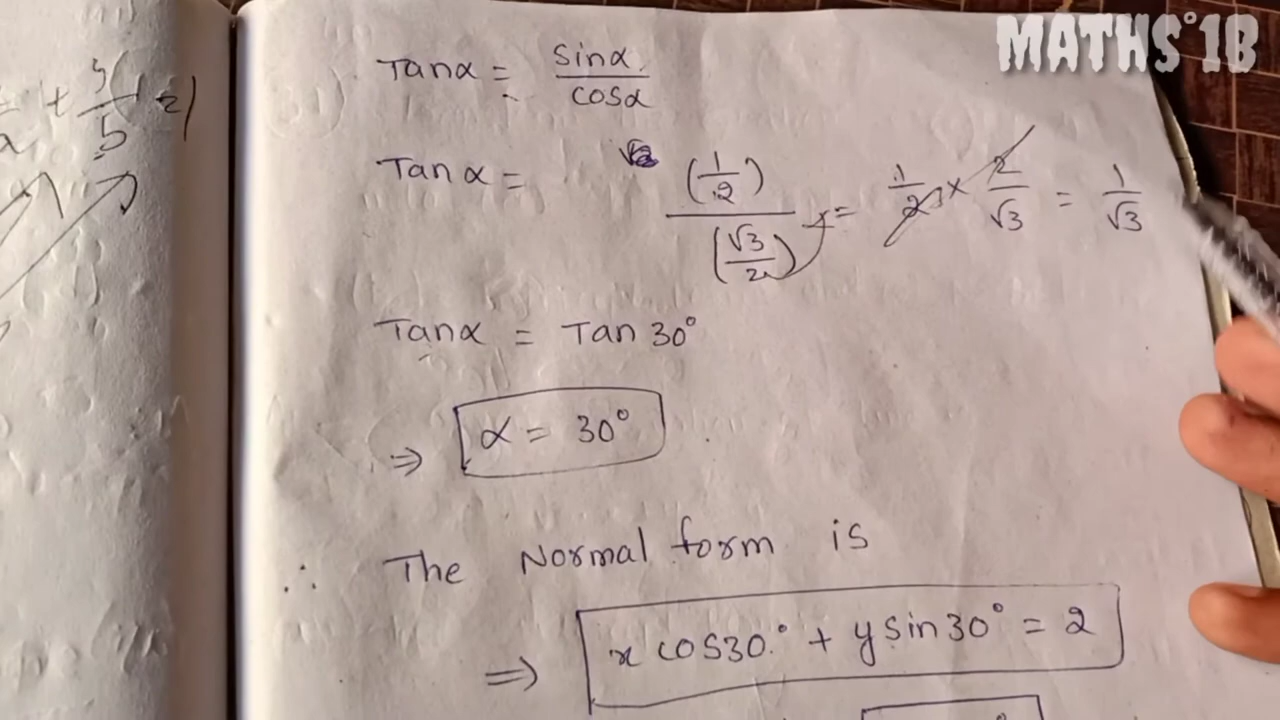 MATHS°1B
Tanα = sinα / cosα
Tanα = (1/2) / (√3/2) = 1/2 × 2/√3 = 1/√3
Tanα = Tan 30°
⇒ α = 30°
∴ The Normal form is
⇒ x cos30° + y sin30° = 2